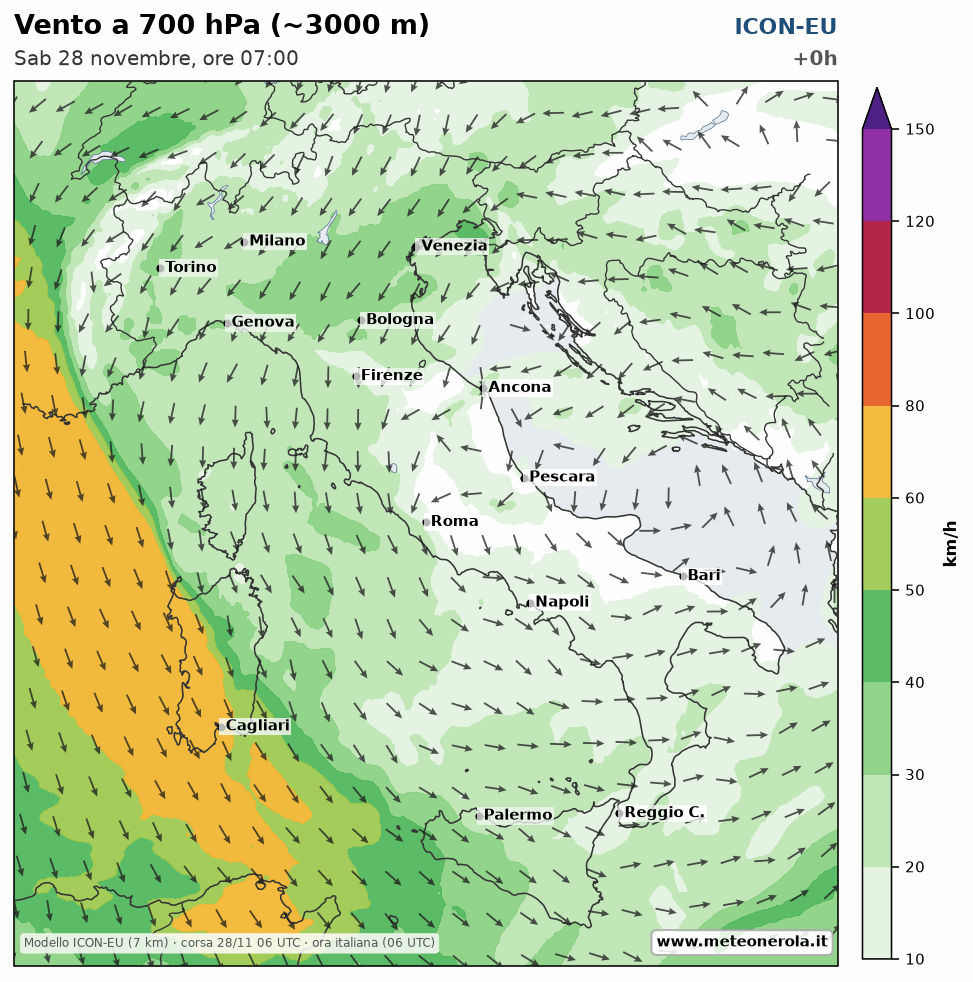 Vento a 700 hPa (~3000 m)
ICON-EU
Sab 28 novembre, ore 07:00
+0h
Milano
Venezia
Torino
Genova
Bologna
Firenze
Ancona
Pescara
Roma
Bari
Napoli
Cagliari
Palermo
Reggio C.
150
120
100
80
60
50
40
30
20
10
km/h
Modello ICON-EU (7 km) · corsa 28/11 06 UTC · ora italiana (06 UTC)
www.meteonerola.it